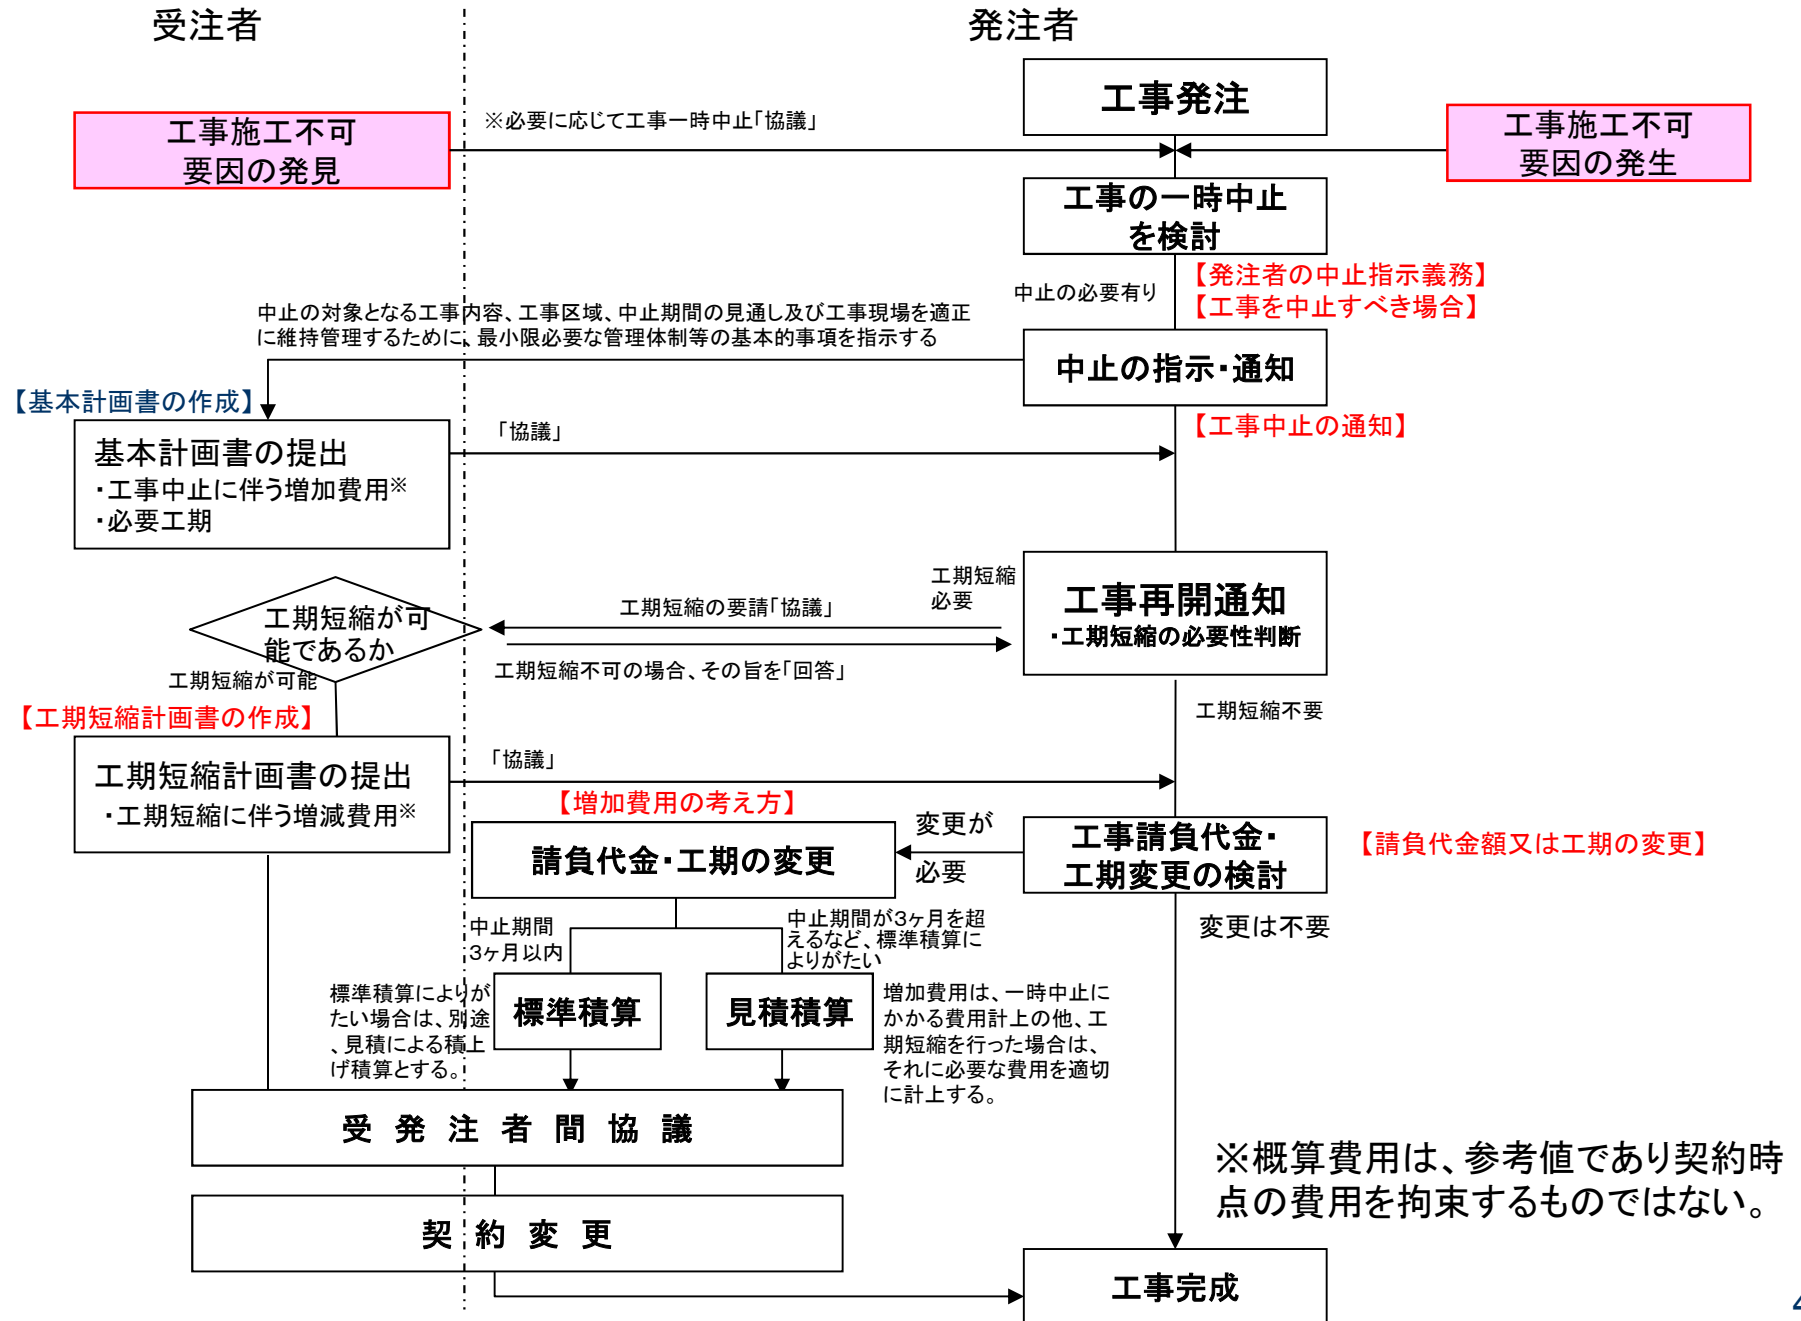 受注者
発注者
工事発注
※必要に応じて工事一時中止「協議」
工事施工不可
要因の発見
工事施工不可
要因の発生
工事の一時中止
を検討
中止の必要有り
【発注者の中止指示義務】
【工事を中止すべき場合】
中止の対象となる工事内容、工事区域、中止期間の見通し及び工事現場を適正
に維持管理するために、最小限必要な管理体制等の基本的事項を指示する
中止の指示・通知
【基本計画書の作成】
【工事中止の通知】
「協議」
基本計画書の提出
・工事中止に伴う増加費用※
・必要工期
工期短縮
必要
工期短縮の要請「協議」
工事再開通知
・工期短縮の必要性判断
工期短縮が可
能であるか
工期短縮不可の場合、その旨を「回答」
工期短縮が可能
工期短縮不要
【工期短縮計画書の作成】
「協議」
工期短縮計画書の提出
・工期短縮に伴う増減費用※
【増加費用の考え方】
変更が
必要
工事請負代金・
工期変更の検討
【請負代金額又は工期の変更】
請負代金・工期の変更
中止期間
3ヶ月以内
中止期間が3ヶ月を超
えるなど、標準積算に
よりがたい
変更は不要
標準積算によりが
たい場合は、別途
、見積による積上
げ積算とする。
標準積算
見積積算
増加費用は、一時中止に
かかる費用計上の他、工
期短縮を行った場合は、
それに必要な費用を適切
に計上する。
受発注者間協議
※概算費用は、参考値であり契約時
点の費用を拘束するものではない。
契約変更
工事完成